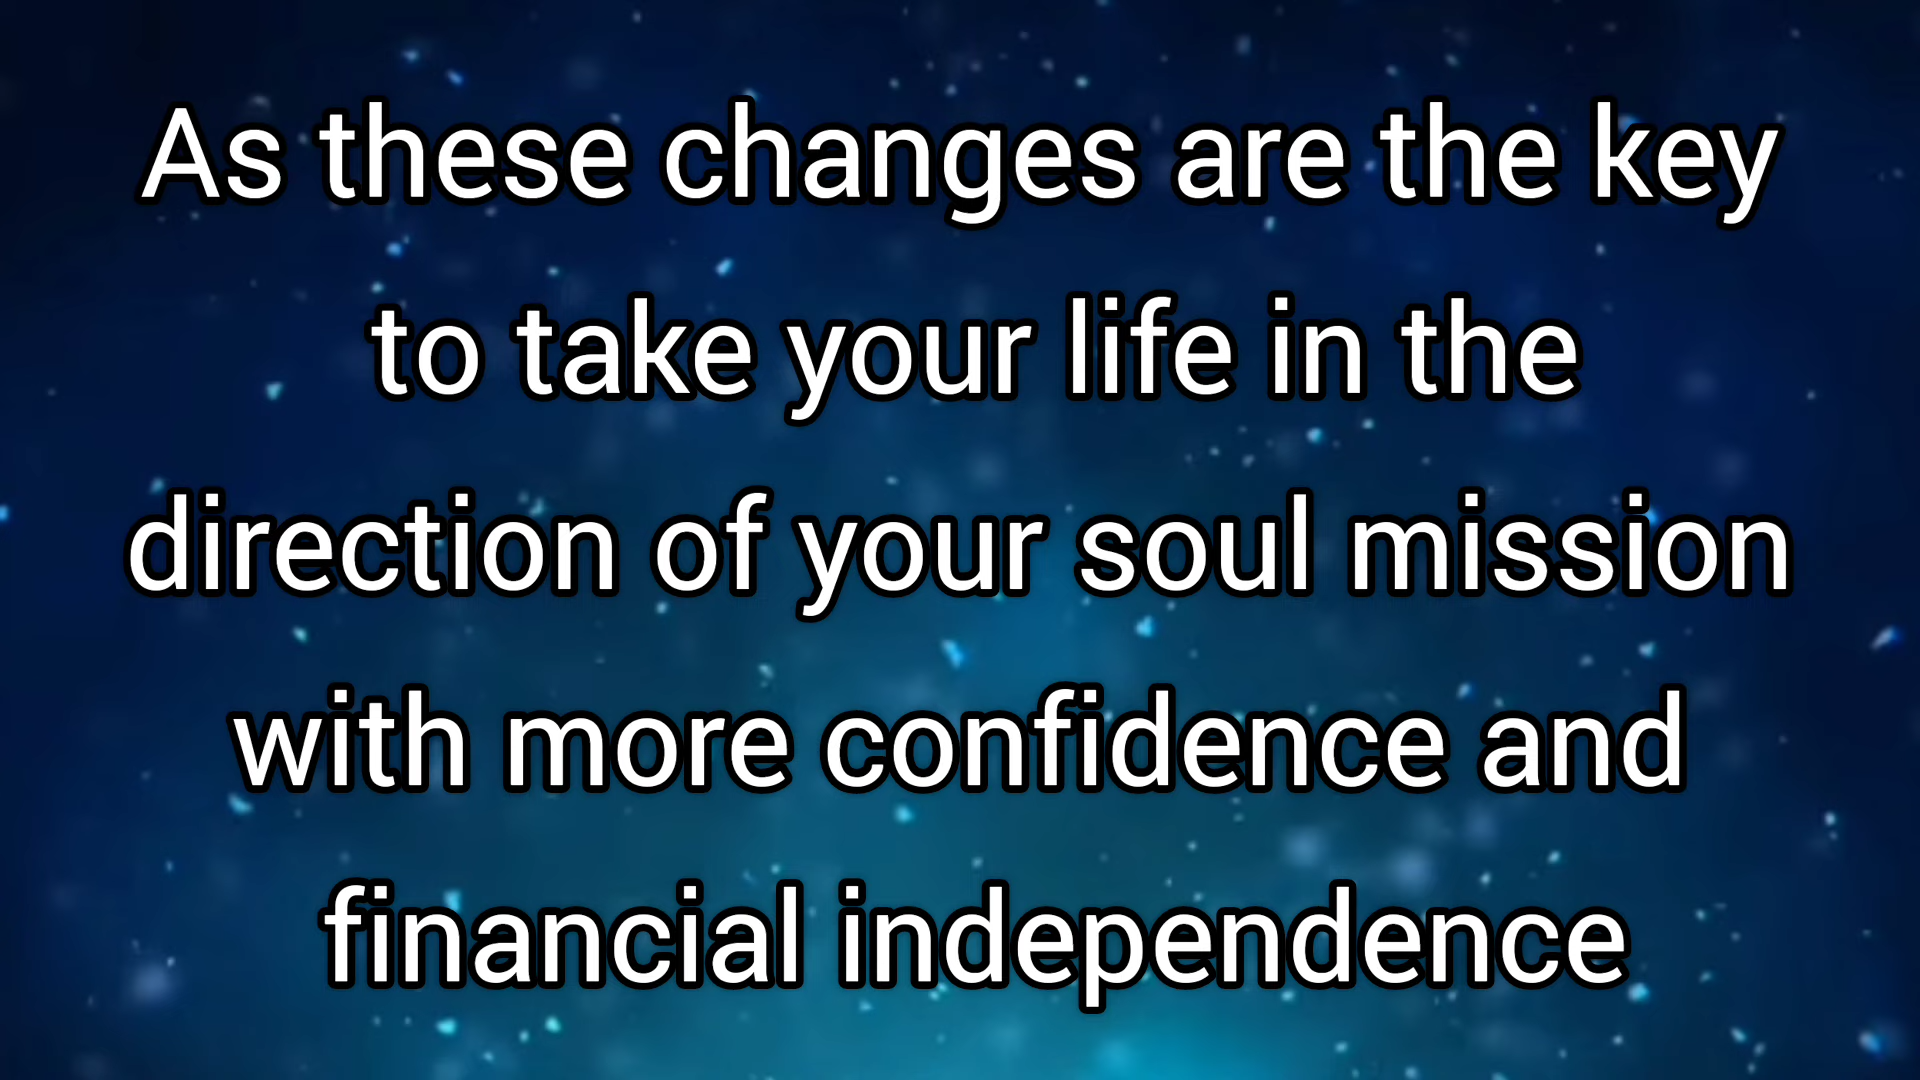 As these changes are the key
to take your life in the
direction of your soul mission
with more confidence and
financial independence